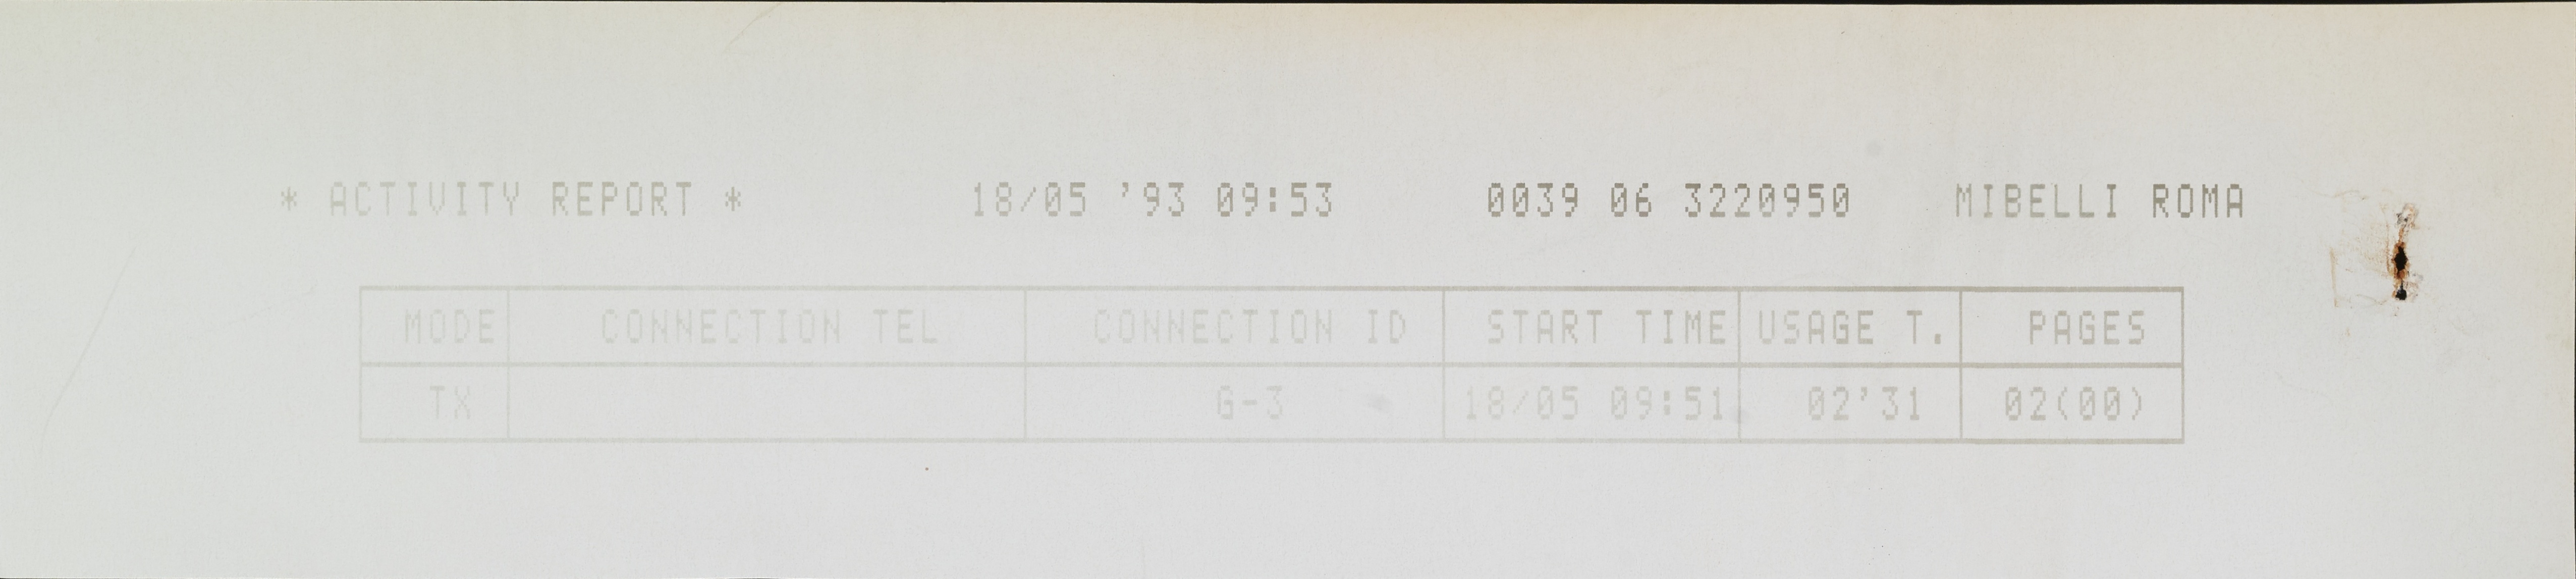 * ACTIVITY REPORT * 18/05 '93 09:53 0039 06 3220950 MIBELLI ROMA
MODE CONNECTION TEL CONNECTION ID START TIME USAGE T. PAGES
TX G-3 18/05 09:51 02'31 02(00)